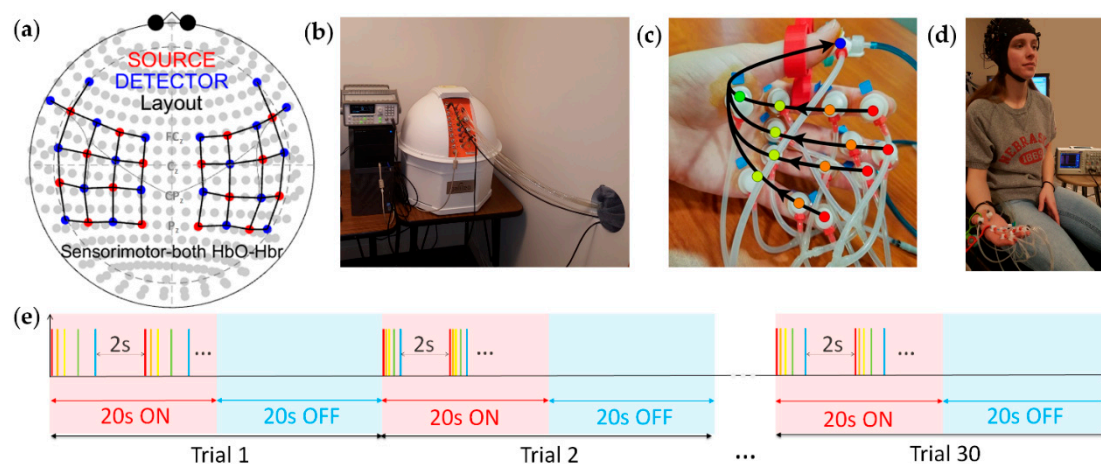 (a)
SOURCE
DETECTOR
Layout
FCz
Cz
CPz
Pz
Sensorimotor-both HbO-Hbr
(b)
(c)
(d)
NEBRASKA
(e)
2s
...
2s
...
2s
...
20s ON
20s OFF
20s ON
20s OFF
20s ON
20s OFF
Trial 1
Trial 2
...
Trial 30